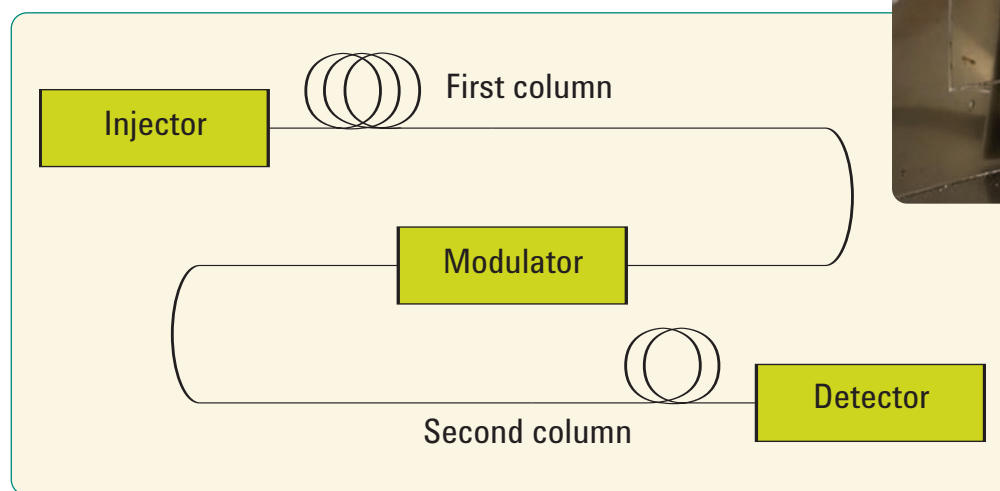 First column
Injector
Modulator
Detector
Second column